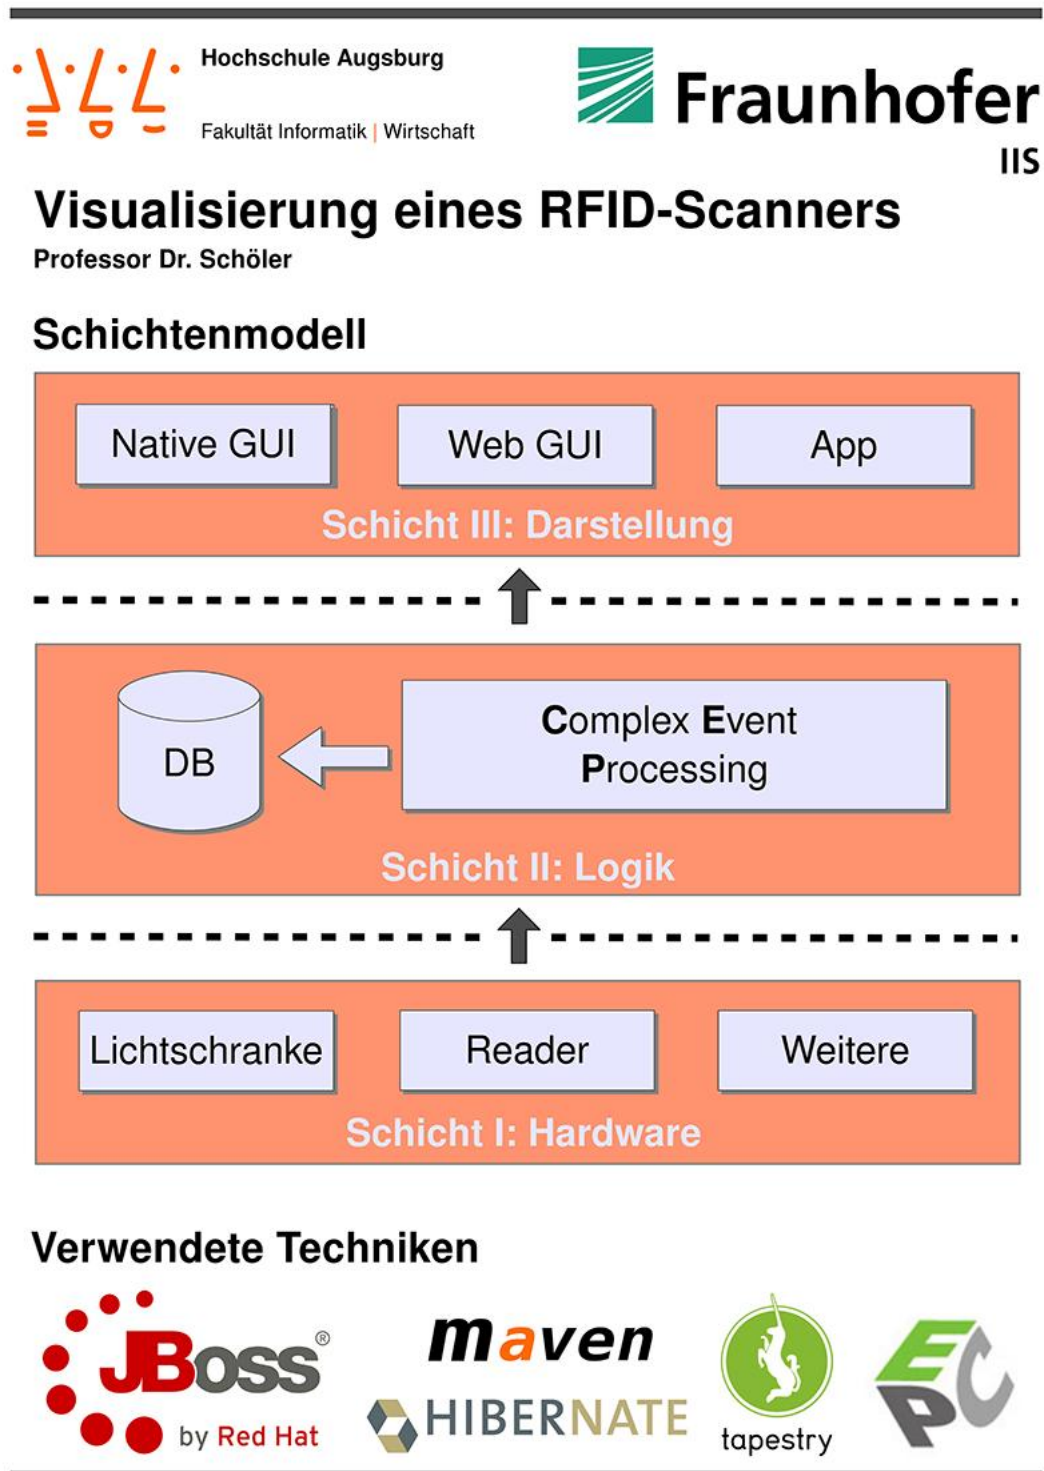 Hochschule Augsburg
Fakultät Informatik | Wirtschaft
Fraunhofer
IIS
Visualisierung eines RFID-Scanners
Professor Dr. Schöler
Schichtenmodell
Native GUI
Web GUI
App
Schicht III: Darstellung
DB
Complex Event
Processing
Schicht II: Logik
Lichtschranke
Reader
Weitere
Schicht I: Hardware
Verwendete Techniken
JBoss®
by Red Hat
maven
HIBERNATE
tapestry
EPC